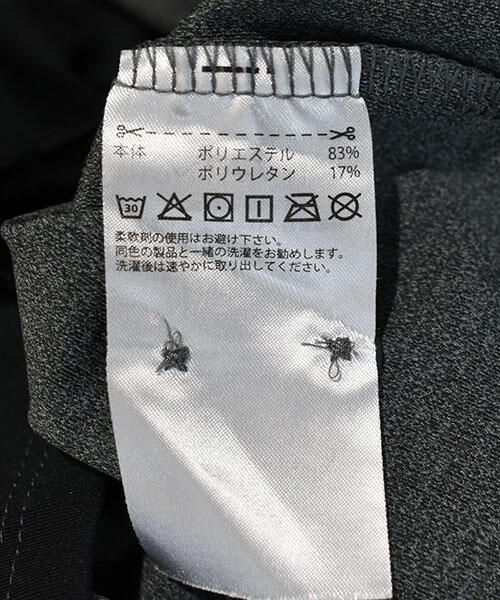 本体 ポリエステル 83%
ポリウレタン 17%
30
柔軟剤の使用はお避け下さい。
同色の製品と一緒の洗濯をお勧めします。
洗濯後は速やかに取り出してください。